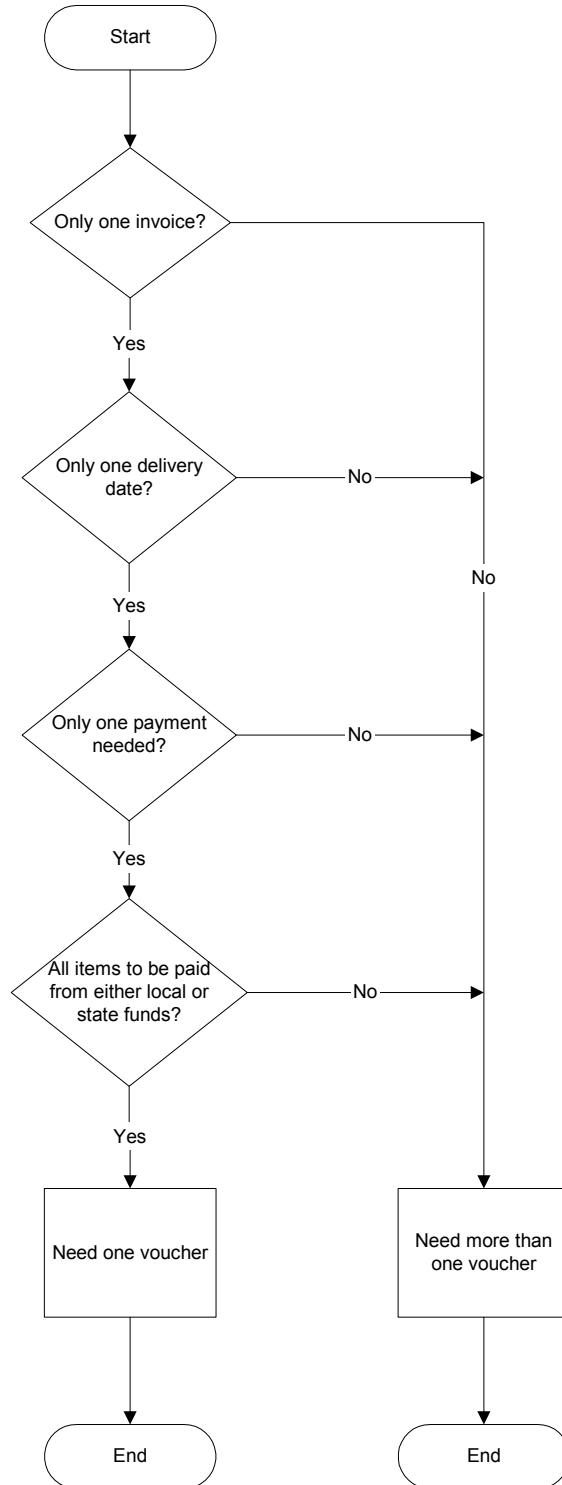 Start
Only one invoice?
Yes
Only one delivery
date?
No
No
Yes
Only one payment
needed?
No
Yes
All items to be paid
from either local or
state funds?
No
Yes
Need one voucher
Need more than
one voucher
End
End